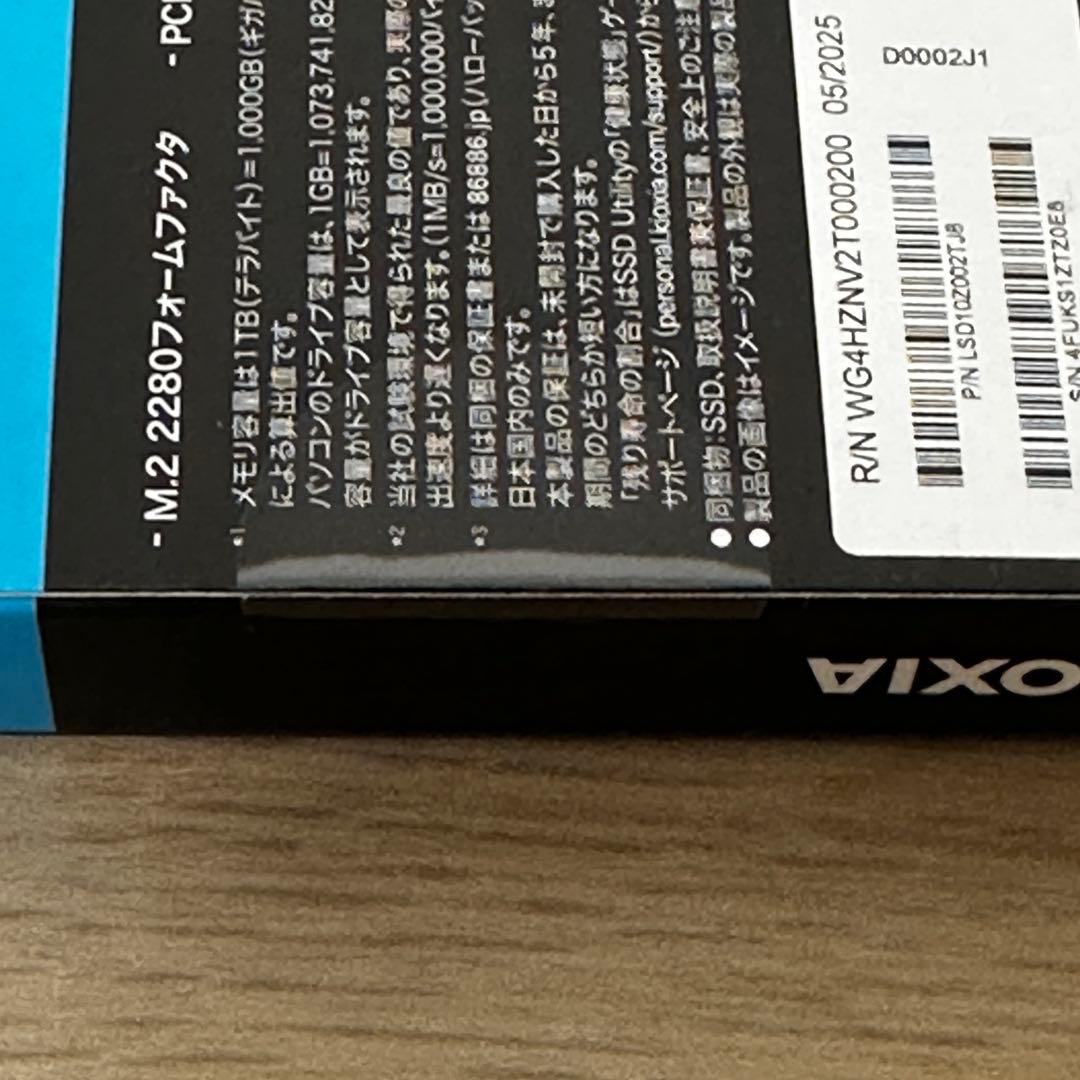 - M.2 2280フォームファクタ - PCI
*1 メモリ容量は1TB(テラバイト)=1,000GB(ギガバ
による算出値です。
パソコンのドライブ容量は、1GB=1,073,741,82
容量がドライブ容量として表示されます。
*2 当社の試験環境で得られた最良の値であり、実際の
出速度より遅くなります。(1MB/s=1,000,000バイ
*3 詳細は同梱の保証書または 86886.jp(ハローバッ
日本国内のみです。
本製品の保証は、未開封で購入した日から5年、ま
期間のどちらか短い方になります。
「残り寿命の割合」はSSD Utilityの「健康状態」ゲー
サポートページ (personal.kioxia.com/support/)から
●同梱物:SSD、取扱説明書兼保証書、安全上のご注意
●製品の画像はイメージです。製品の外観は実際の製品
R/N WG4HZNV2T000200 05/2025
D0002J1
P/N LSD10Z002TJ8
S/N 4FUKS1ZTZ0E8
OXIA